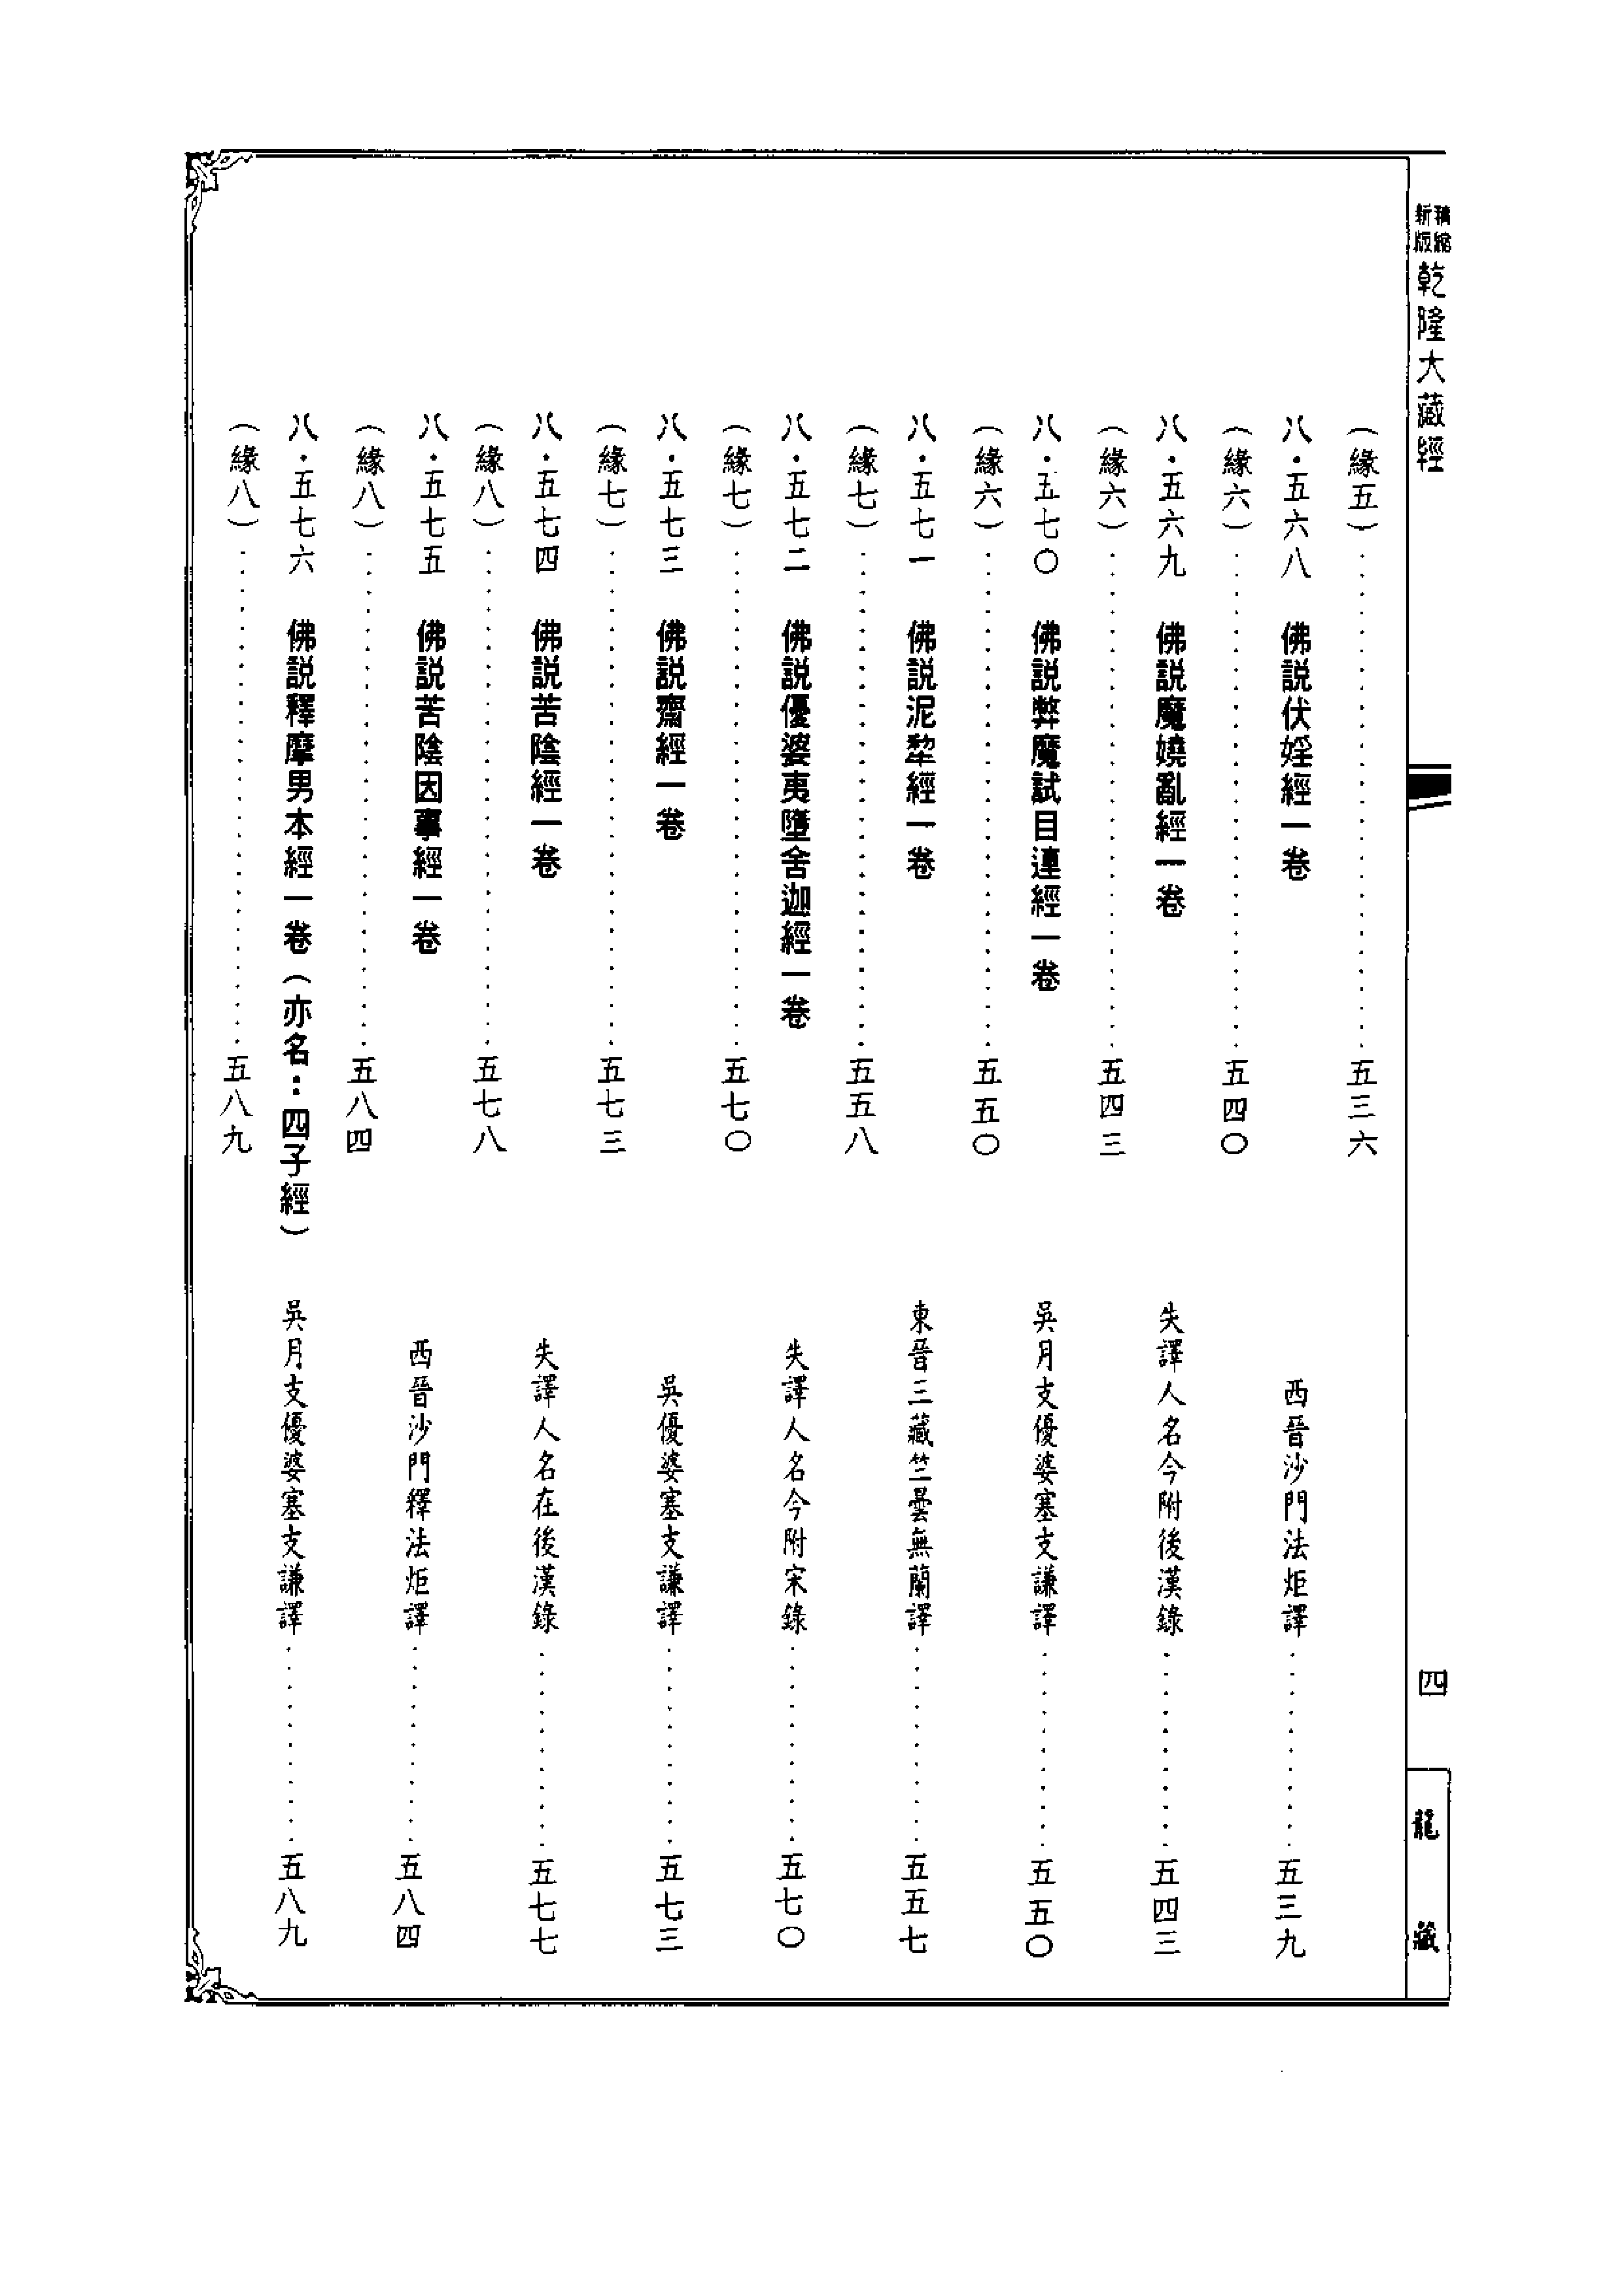 新版 精縮 乾隆大藏經
四
龍藏
（緣五）……五三六
八·五六八　佛説伏婬經一卷
西晉沙門法炬譯……五三九
（緣六）……五四〇
八·五六九　佛説魔嬈亂經一卷
失譯人名今附後漢錄……五四三
（緣六）……五四三
八·五七〇　佛説弊魔試目連經一卷
吳月支優婆塞支謙譯……五五〇
（緣六）……五五〇
八·五七一　佛説泥犂經一卷
東晉三藏竺曇無蘭譯……五五七
（緣七）……五五八
八·五七二　佛説優婆夷墮舍迦經一卷
失譯人名今附宋錄……五七〇
（緣七）……五七〇
八·五七三　佛説齋經一卷
吳優婆塞支謙譯……五七三
（緣七）……五七三
八·五七四　佛説苦陰經一卷
失譯人名在後漢錄……五七七
（緣八）……五七八
八·五七五　佛説苦陰因事經一卷
西晉沙門釋法炬譯……五八四
（緣八）……五八四
八·五七六　佛説釋摩男本經一卷（亦名：四子經）
吳月支優婆塞支謙譯……五八九
（緣八）……五八九